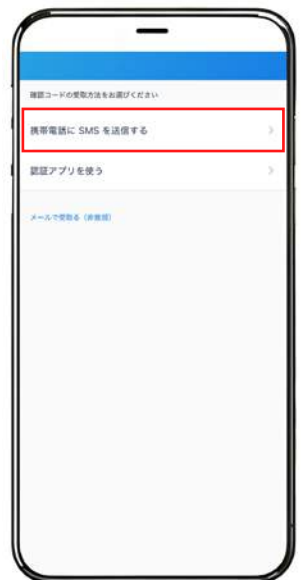 確認コードの受取方法をお選びください
携帯電話に SMS を送信する
認証アプリを使う
メールで受取る（非推奨）